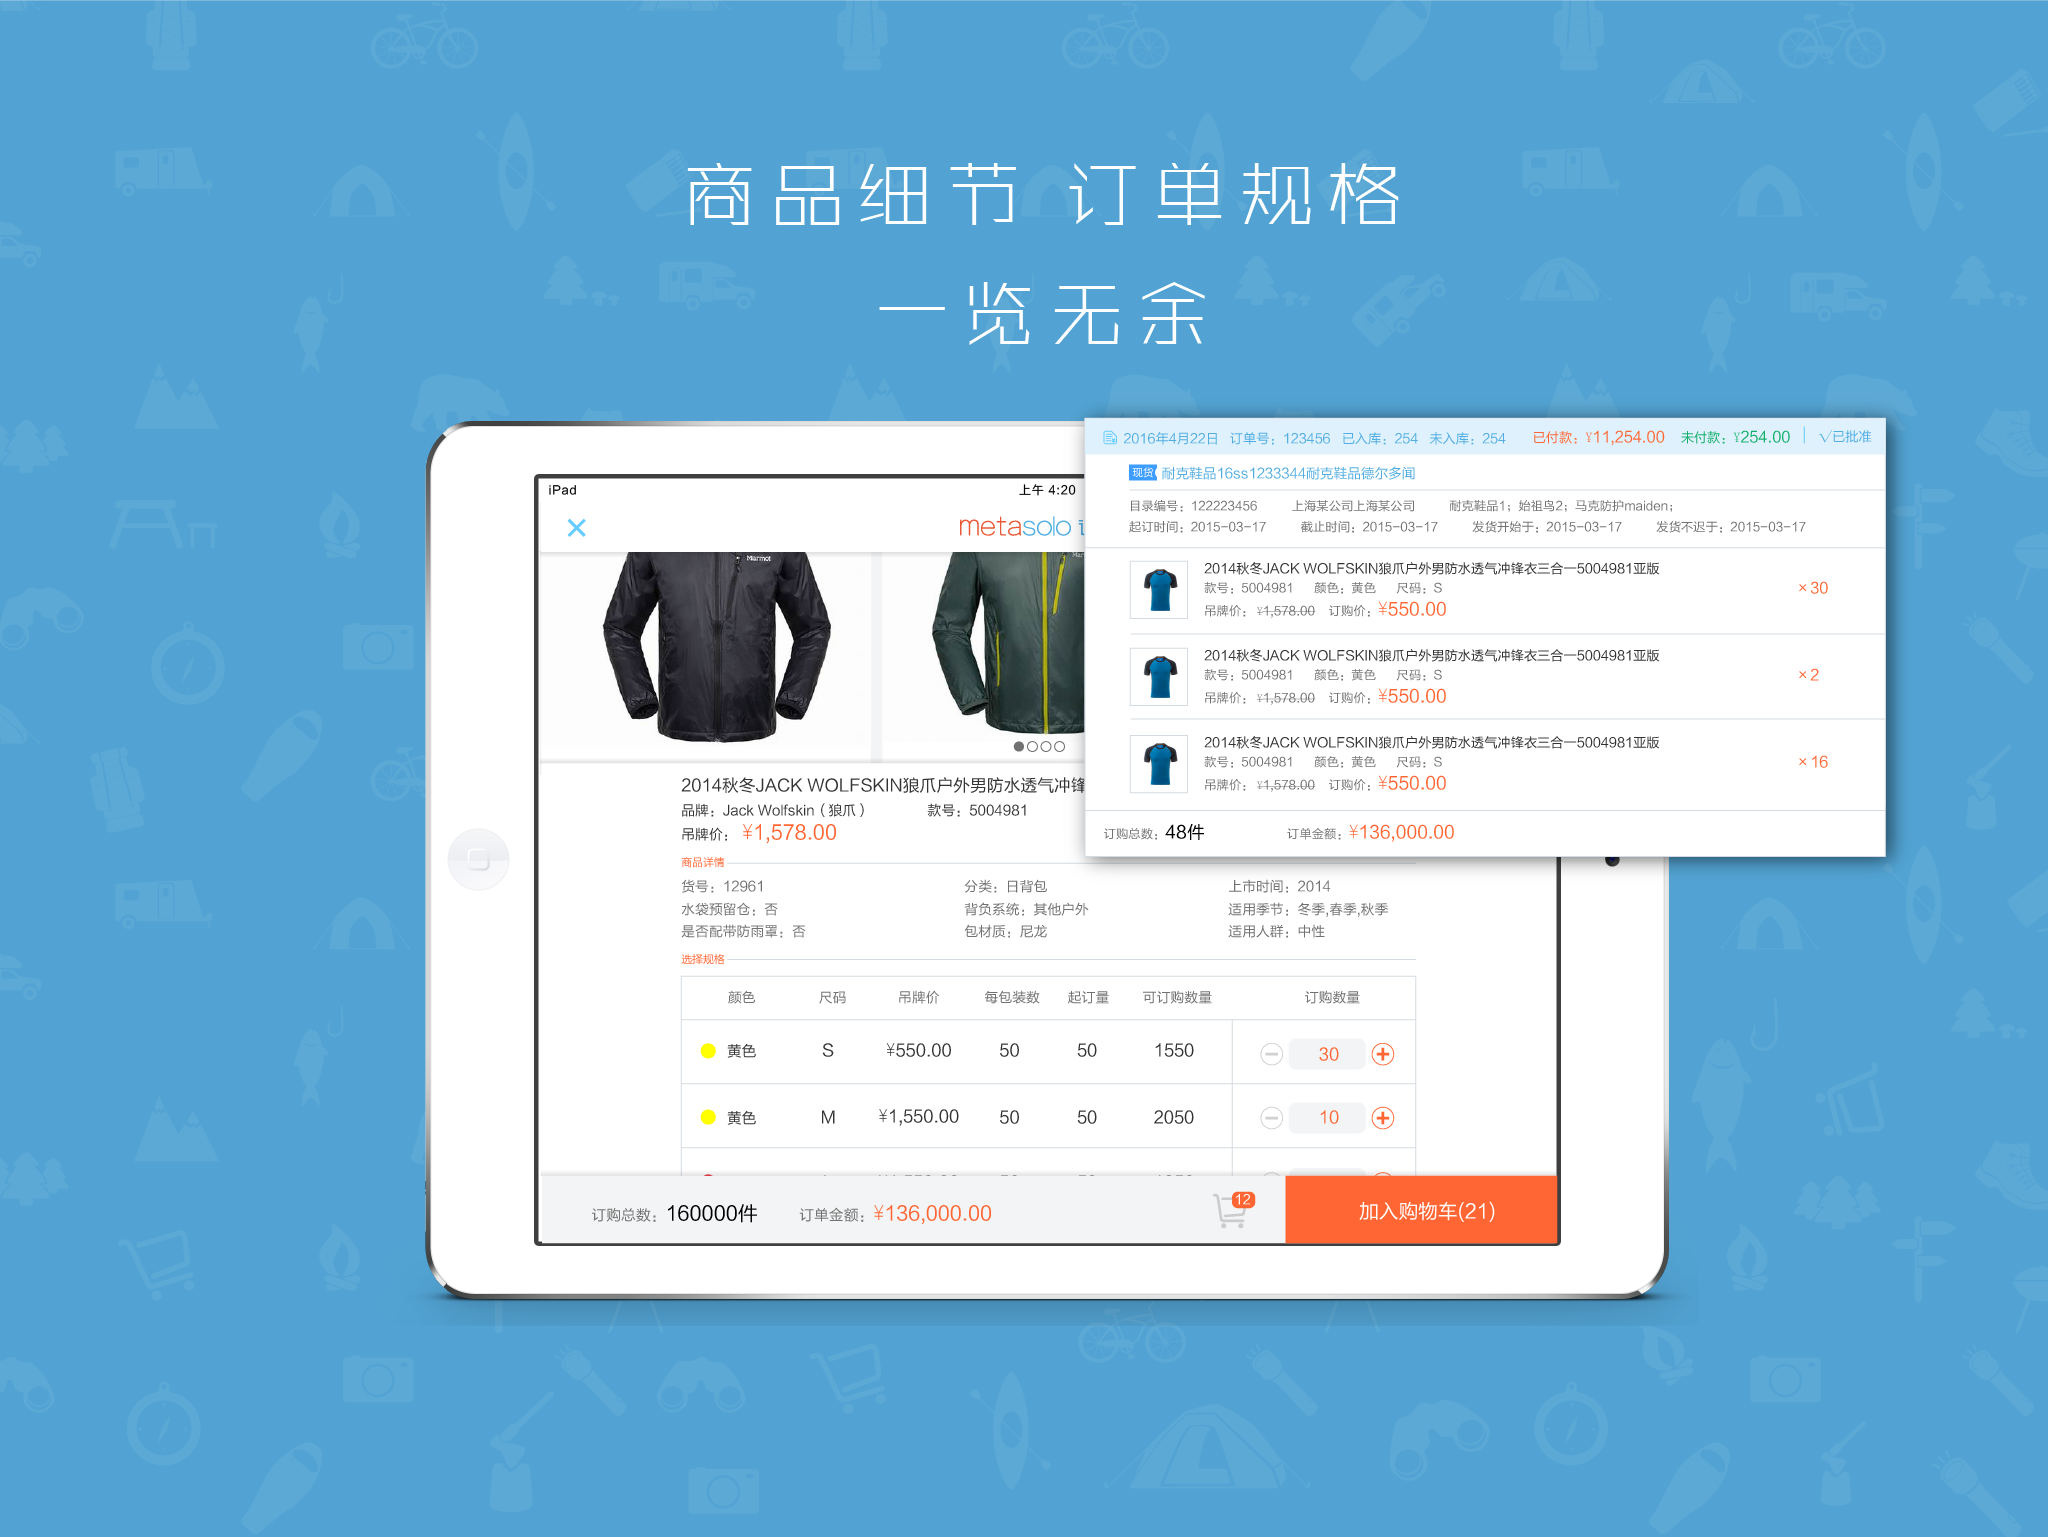 商品细节 订单规格
一览无余
2016年4月22日 订单号：123456 已入库：254 未入库：254 已付款：¥11,254.00 未付款：¥254.00 √已批准
现货 耐克鞋品16ss1233344耐克鞋品德尔多闻
目录编号：122223456 上海某公司上海某公司 耐克鞋品1；始祖鸟2；马克防护maiden；
起订时间：2015-03-17 截止时间：2015-03-17 发货开始于：2015-03-17 发货不迟于：2015-03-17
2014秋冬JACK WOLFSKIN狼爪户外男防水透气冲锋衣三合一5004981亚版
款号：5004981 颜色：黄色 尺码：S
× 30
吊牌价： ¥1,578.00 订购价：¥550.00
2014秋冬JACK WOLFSKIN狼爪户外男防水透气冲锋衣三合一5004981亚版
款号：5004981 颜色：黄色 尺码：S
× 2
吊牌价： ¥1,578.00 订购价：¥550.00
2014秋冬JACK WOLFSKIN狼爪户外男防水透气冲锋衣三合一5004981亚版
款号：5004981 颜色：黄色 尺码：S
× 16
吊牌价： ¥1,578.00 订购价：¥550.00
订购总数：48件 订单金额：¥136,000.00
iPad 上午 4:20
metasolo
Marmot
2014秋冬JACK WOLFSKIN狼爪户外男防水透气冲锋
品牌：Jack Wolfskin（狼爪） 款号：5004981
吊牌价： ¥1,578.00
商品详情
货号：12961 分类：日背包 上市时间：2014
水袋预留仓：否 背负系统：其他户外 适用季节：冬季,春季,秋季
是否配带防雨罩：否 包材质：尼龙 适用人群：中性
选择规格
颜色 尺码 吊牌价 每包装数 起订量 可订购数量 订购数量
黄色 S ¥550.00 50 50 1550 30
黄色 M ¥1,550.00 50 50 2050 10
订购总数：160000件 订单金额：¥136,000.00 12 加入购物车(21)